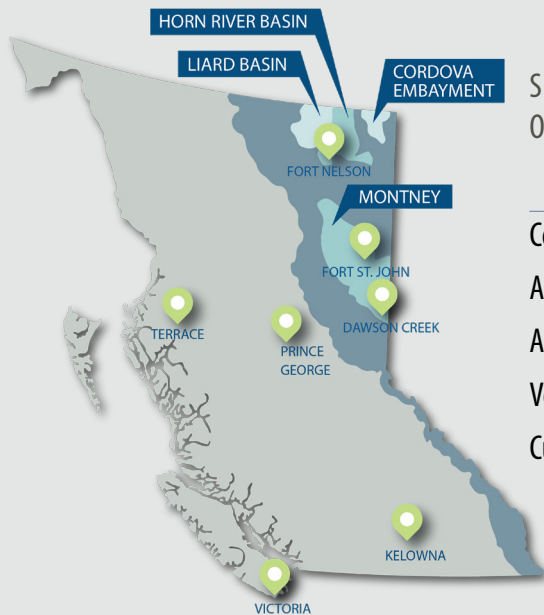 HORN RIVER BASIN
LIARD BASIN
CORDOVA
EMBAYMENT
FORT NELSON
MONTNEY
FORT ST. JOHN
DAWSON CREEK
TERRACE
PRINCE
GEORGE
KELOWNA
VICTORIA